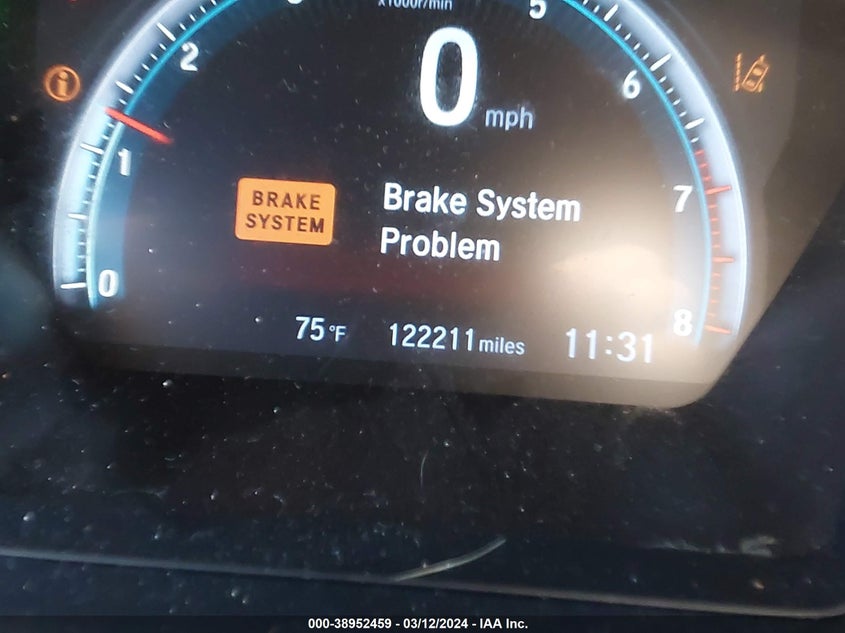 x1000r/min
5
2
0
mph
6
1
BRAKE
SYSTEM
Brake System
Problem
7
0
8
75°F
122211 miles
11:31
000-38952459 - 03/12/2024 - IAA Inc.